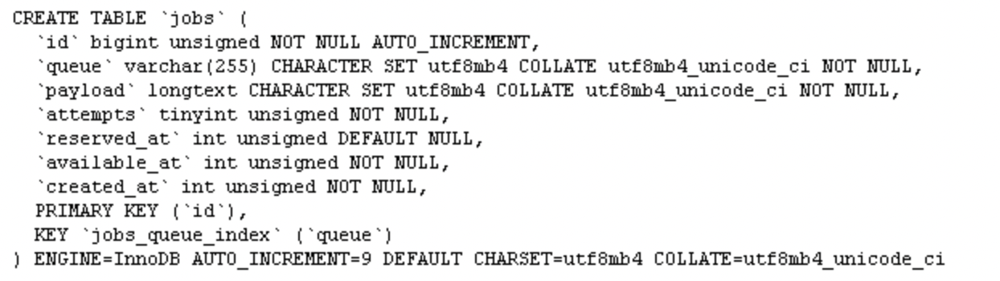 CREATE TABLE `jobs` (
  `id` bigint unsigned NOT NULL AUTO_INCREMENT,
  `queue` varchar(255) CHARACTER SET utf8mb4 COLLATE utf8mb4_unicode_ci NOT NULL,
  `payload` longtext CHARACTER SET utf8mb4 COLLATE utf8mb4_unicode_ci NOT NULL,
  `attempts` tinyint unsigned NOT NULL,
  `reserved_at` int unsigned DEFAULT NULL,
  `available_at` int unsigned NOT NULL,
  `created_at` int unsigned NOT NULL,
  PRIMARY KEY (`id`),
  KEY `jobs_queue_index` (`queue`)
) ENGINE=InnoDB AUTO_INCREMENT=9 DEFAULT CHARSET=utf8mb4 COLLATE=utf8mb4_unicode_ci